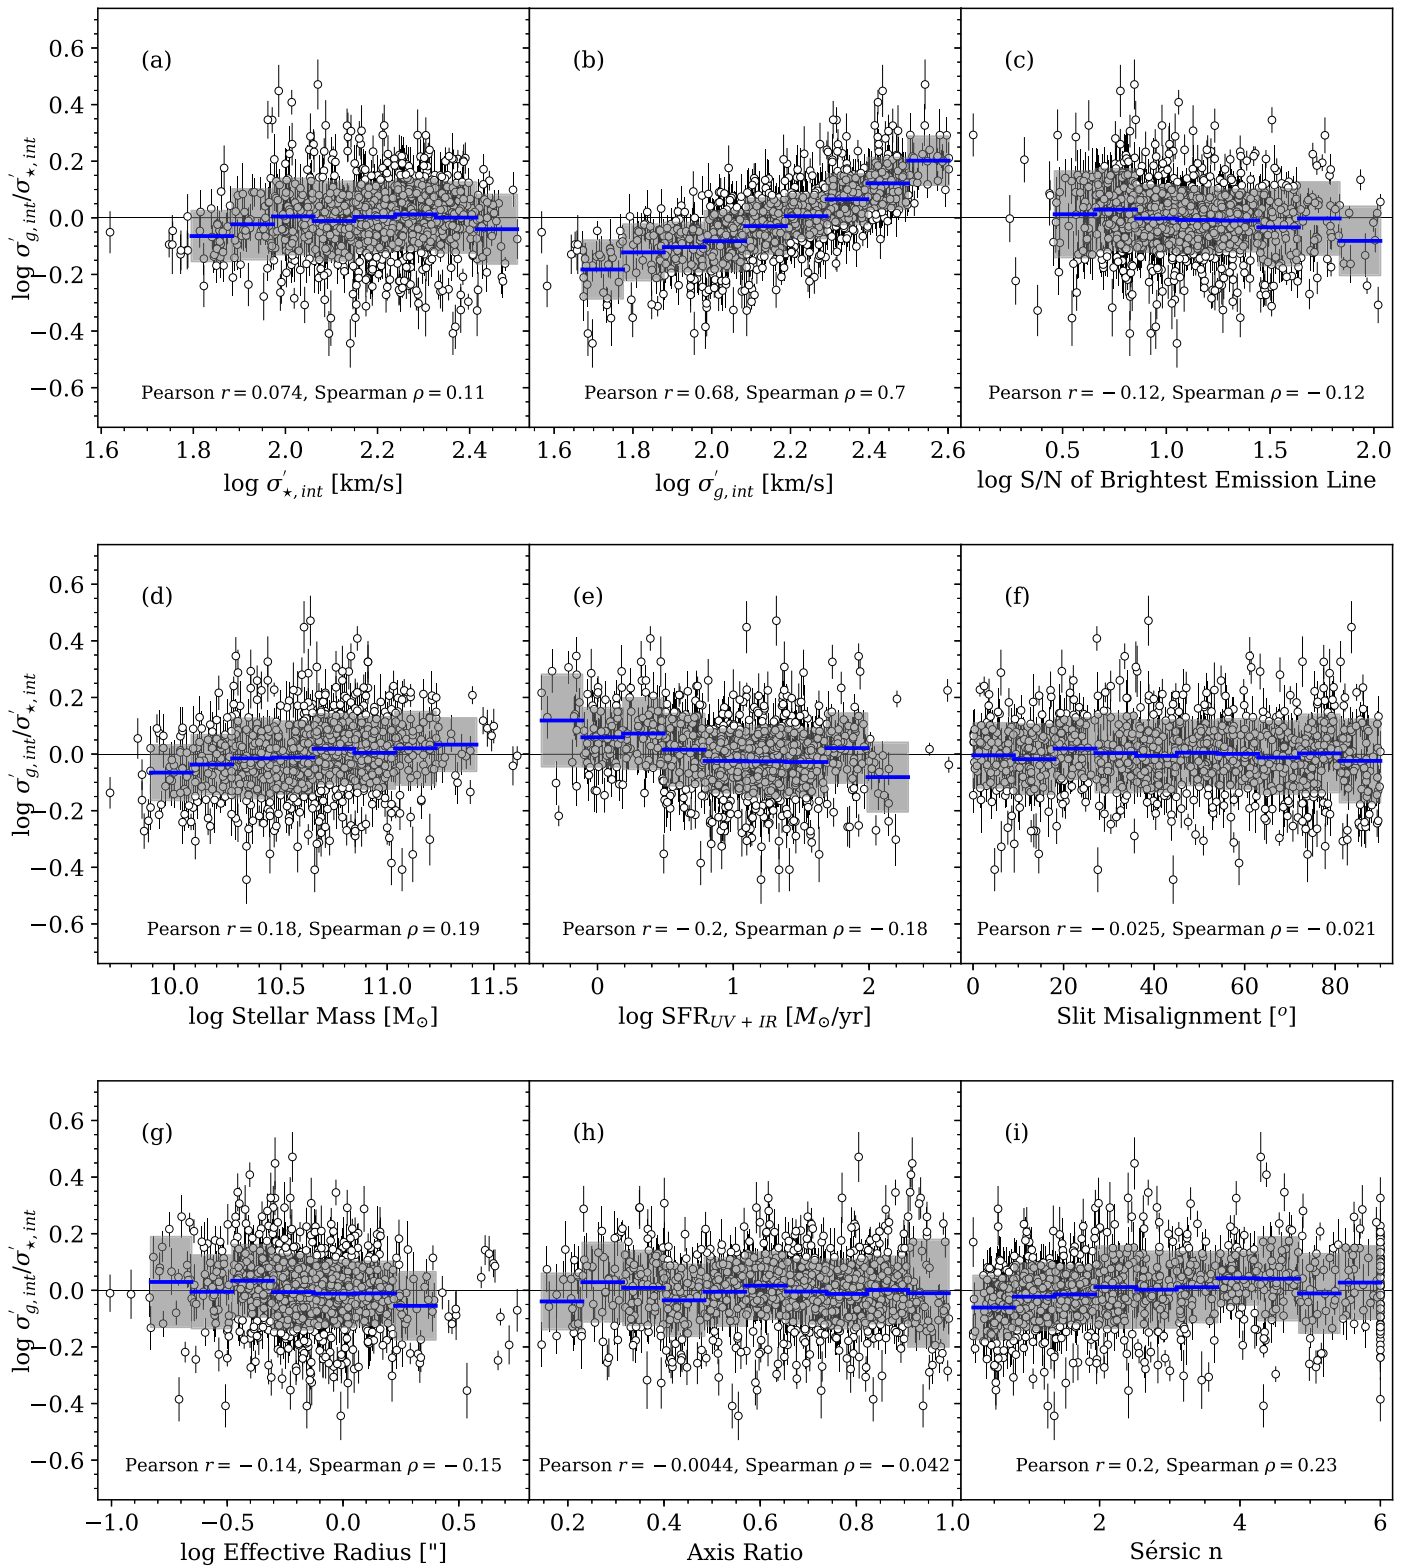 (a) (b) (c)
0.6
0.4
0.2
0.0
−0.2
−0.4
−0.6
log σ′g, int/σ′⋆, int
Pearson r = 0.074, Spearman ρ = 0.11
Pearson r = 0.68, Spearman ρ = 0.7
Pearson r = −0.12, Spearman ρ = −0.12
1.6 1.8 2.0 2.2 2.4
1.6 1.8 2.0 2.2 2.4 2.6
0.5 1.0 1.5 2.0
log σ′⋆, int [km/s]
log σ′g, int [km/s]
log S/N of Brightest Emission Line
(d) (e) (f)
0.6
0.4
0.2
0.0
−0.2
−0.4
−0.6
log σ′g, int/σ′⋆, int
Pearson r = 0.18, Spearman ρ = 0.19
Pearson r = −0.2, Spearman ρ = −0.18
Pearson r = −0.025, Spearman ρ = −0.021
10.0 10.5 11.0 11.5
0 1 2
0 20 40 60 80
log Stellar Mass [M⊙]
log SFRUV + IR [M⊙/yr]
Slit Misalignment [o]
(g) (h) (i)
0.6
0.4
0.2
0.0
−0.2
−0.4
−0.6
log σ′g, int/σ′⋆, int
Pearson r = −0.14, Spearman ρ = −0.15
Pearson r = −0.0044, Spearman ρ = −0.042
Pearson r = 0.2, Spearman ρ = 0.23
−1.0 −0.5 0.0 0.5
0.2 0.4 0.6 0.8 1.0
2 4 6
log Effective Radius ["]
Axis Ratio
Sérsic n